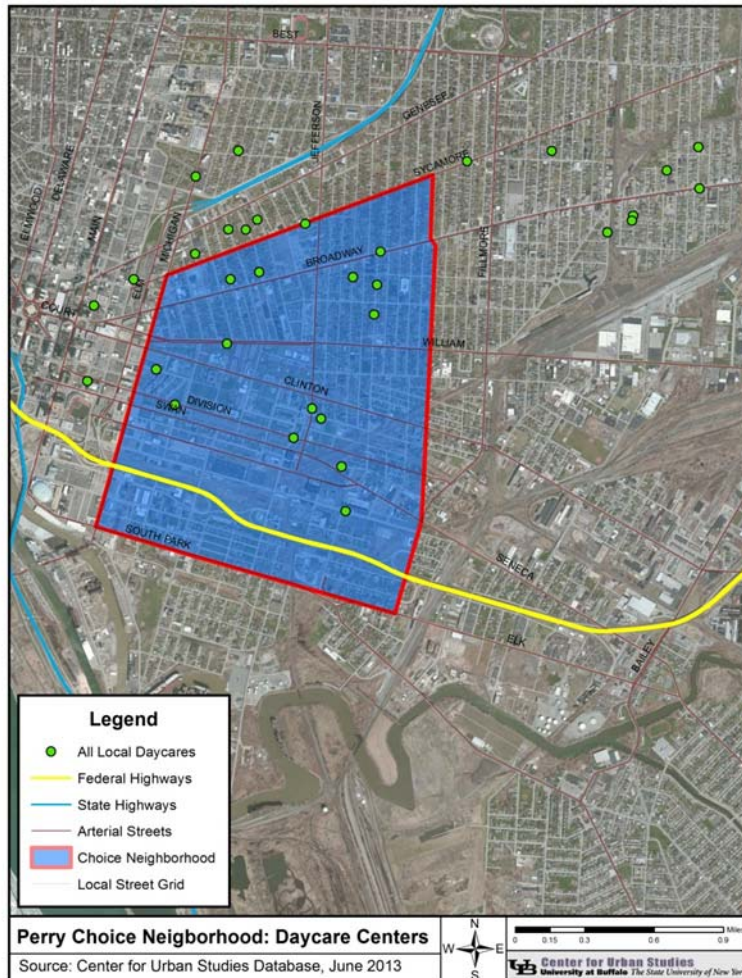 BEST
JEFFERSON
GENESEE
SYCAMORE
ELMWOOD
DELAWARE
MAIN
MICHIGAN
ELM
FILLMORE
BROADWAY
COURT
WILLIAM
CLINTON
DIVISION
SWAN
SOUTH PARK
SENECA
ELK
BAILEY
Legend
All Local Daycares
Federal Highways
State Highways
Arterial Streets
Choice Neighborhood
Local Street Grid
Perry Choice Neigborhood: Daycare Centers
Source: Center for Urban Studies Database, June 2013
N
W E
S
Miles
0 0.15 0.3 0.6 0.9
UB Center for Urban Studies
University at Buffalo The State University of New York